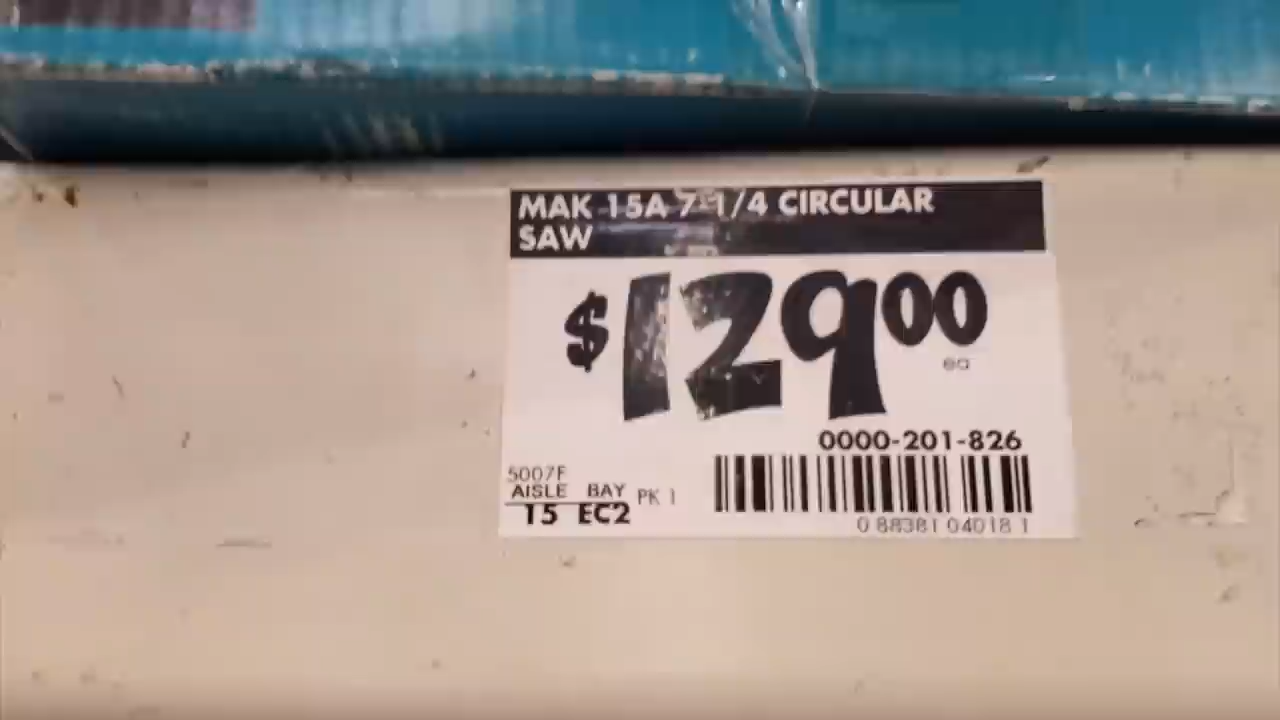 MAK 15A 7-1/4 CIRCULAR
SAW
$129.00
ea
0000-201-826
5007F
AISLE BAY PK 1
15 EC2
0 88381 04018 1